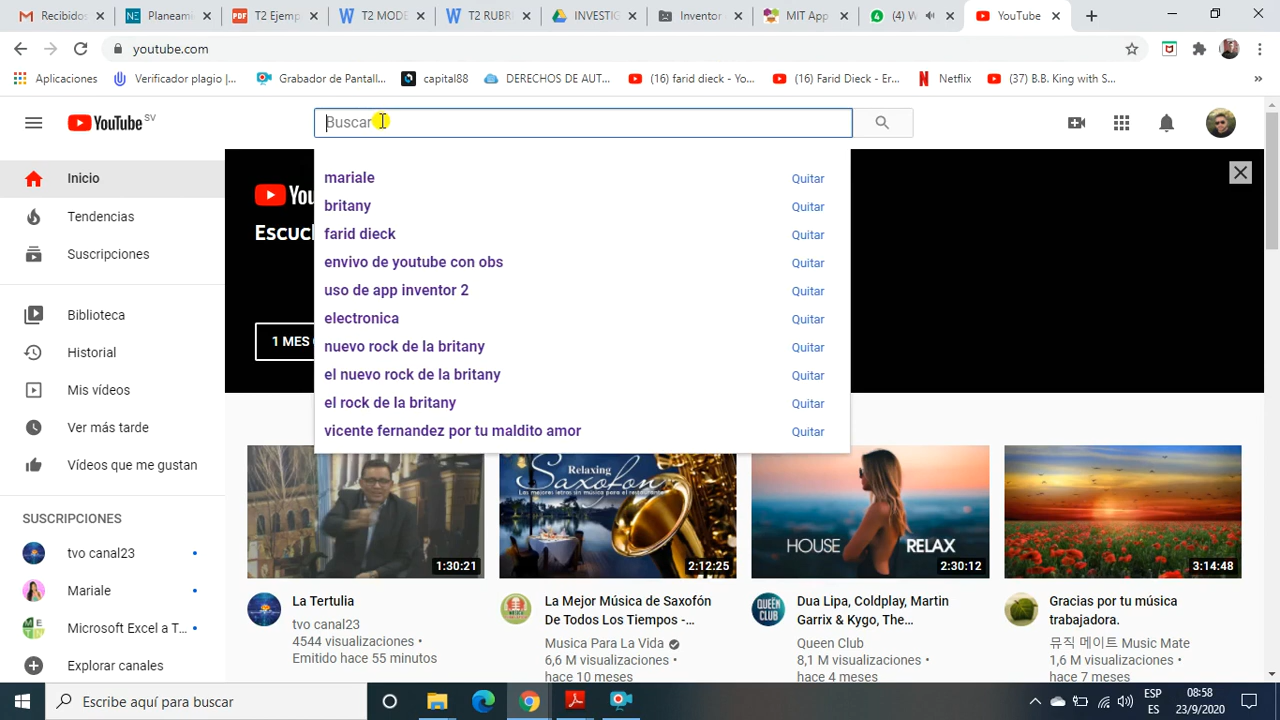 Recibidos
Planeami
T2 Ejemp
T2 MODE
T2 RUBR
INVESTIG
Inventor
MIT App
(4) W
YouTube
youtube.com
Aplicaciones
Verificador plagio |...
Grabador de Pantall...
capital88
DERECHOS DE AUT...
(16) farid dieck - Yo...
(16) Farid Dieck - Er...
Netflix
(37) B.B. King with S...
»
YouTube SV
Buscar
Inicio
Tendencias
Suscripciones
Biblioteca
Historial
Mis vídeos
Ver más tarde
Vídeos que me gustan
SUSCRIPCIONES
tvo canal23
Mariale
Microsoft Excel a T...
Explorar canales
mariale Quitar
britany Quitar
farid dieck Quitar
envivo de youtube con obs Quitar
uso de app inventor 2 Quitar
electronica Quitar
nuevo rock de la britany Quitar
el nuevo rock de la britany Quitar
el rock de la britany Quitar
vicente fernandez por tu maldito amor Quitar
1:30:21
La Tertulia
tvo canal23
4544 visualizaciones •
Emitido hace 55 minutos
Relaxing
Saxofon
Las mejores letras sin música para el restaurante
2:12:25
La Mejor Música de Saxofón
De Todos Los Tiempos -...
Musica Para La Vida
6,6 M visualizaciones •
hace 10 meses
HOUSE RELAX
2:30:12
Dua Lipa, Coldplay, Martin
Garrix & Kygo, The...
Queen Club
8,1 M visualizaciones •
hace 4 meses
3:14:48
Gracias por tu música
trabajadora.
뮤직 메이트 Music Mate
1,6 M visualizaciones •
hace 7 meses
Escribe aquí para buscar
ESP
ES
08:58
23/9/2020